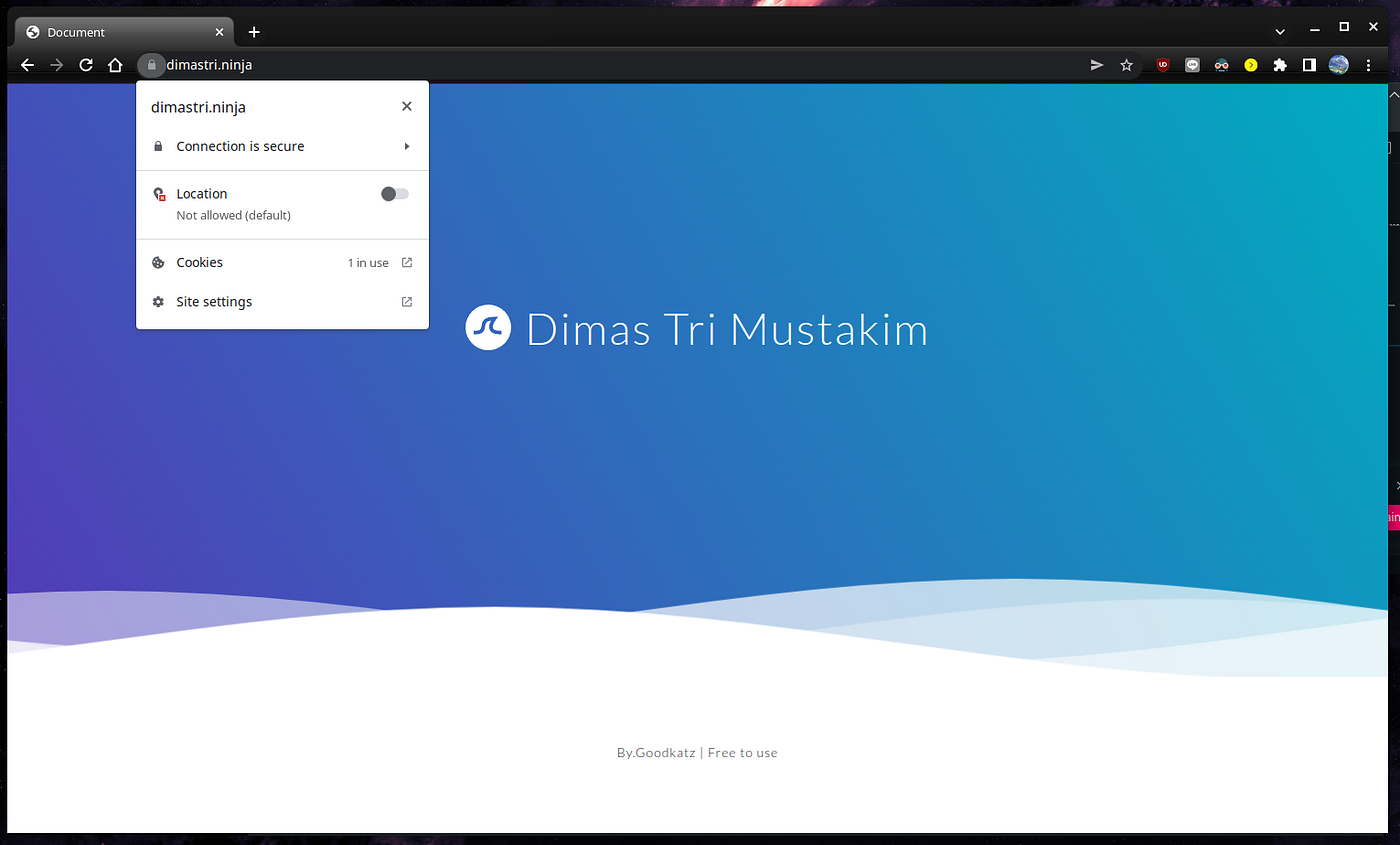 Document
dimastri.ninja
dimastri.ninja
Connection is secure
Location
Not allowed (default)
Cookies 1 in use
Site settings
Dimas Tri Mustakim
By.Goodkatz | Free to use